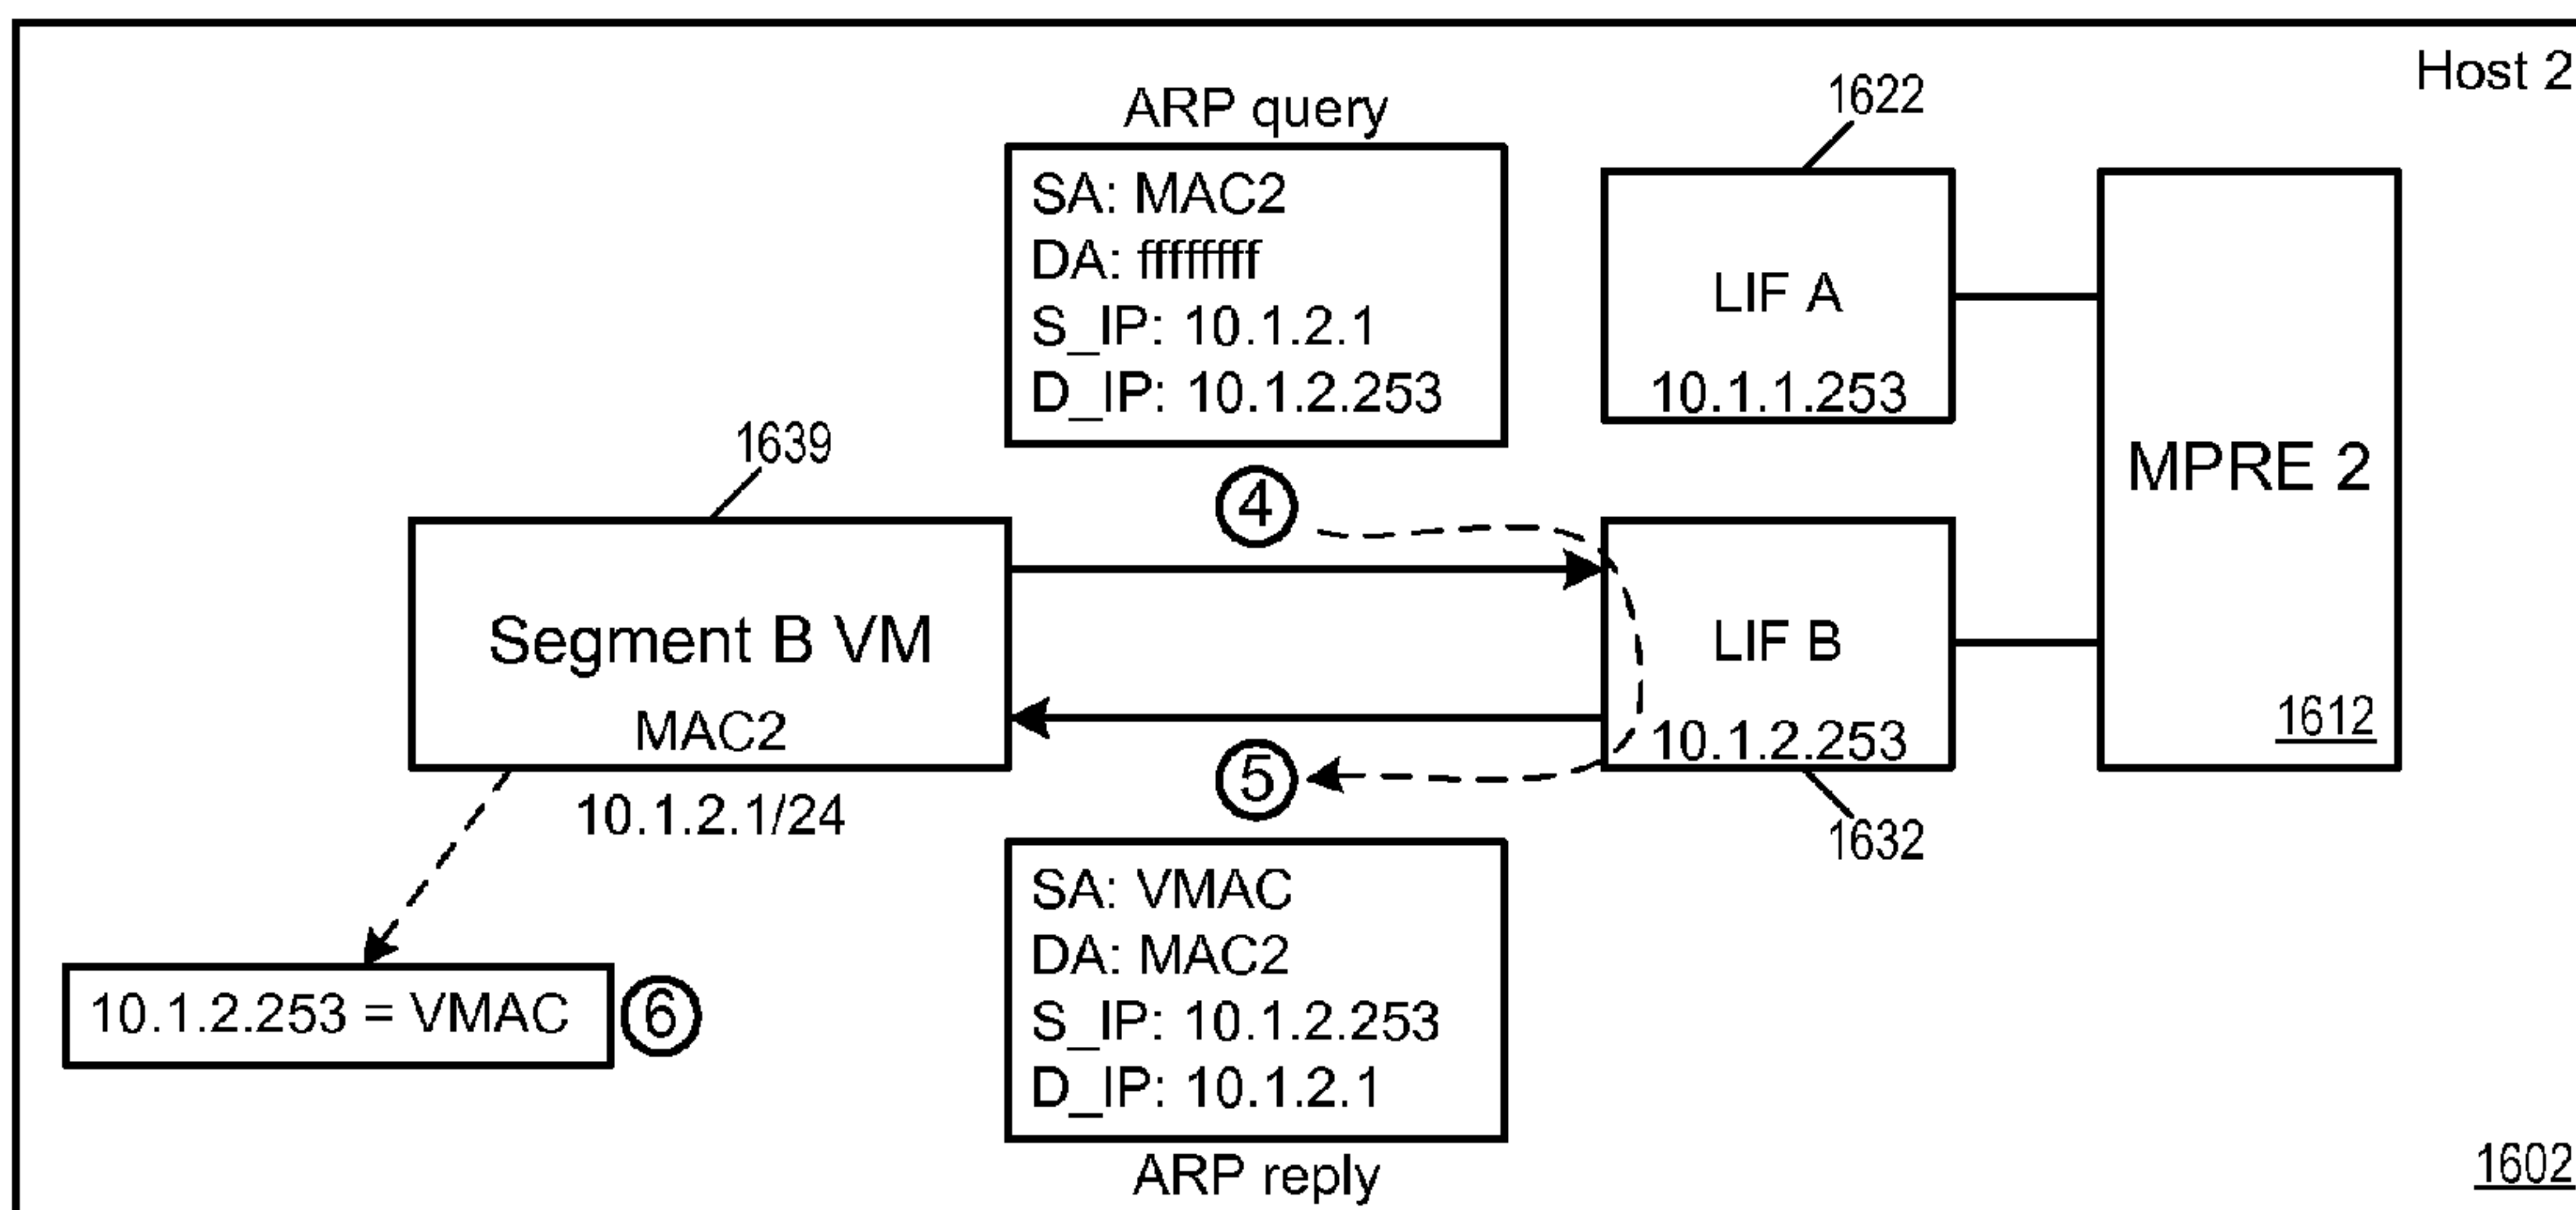 Host 2
ARP query
SA: MAC2
DA: fffffffff
S_IP: 10.1.2.1
D_IP: 10.1.2.253
1622
LIF A
10.1.1.253
MPRE 2
1612
1639
4
Segment B VM
MAC2
10.1.2.1/24
LIF B
10.1.2.253
1632
5
SA: VMAC
DA: MAC2
S_IP: 10.1.2.253
D_IP: 10.1.2.1
ARP reply
10.1.2.253 = VMAC
6
1602